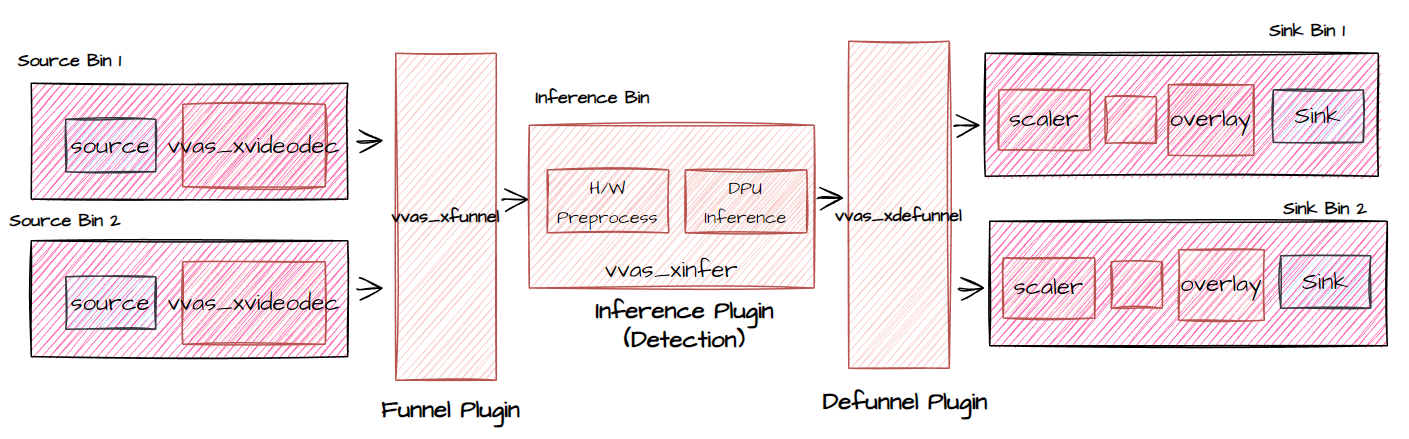 Source Bin 1
source
vvas_xvideodec
Source Bin 2
source
vvas_xvideodec
vvas_xfunnel
Funnel Plugin
Inference Bin
H/W
Preprocess
DPU
Inference
vvas_xinfer
Inference Plugin
(Detection)
vvas_xdefunnel
Defunnel Plugin
Sink Bin 1
scaler
overlay
Sink
Sink Bin 2
scaler
overlay
Sink